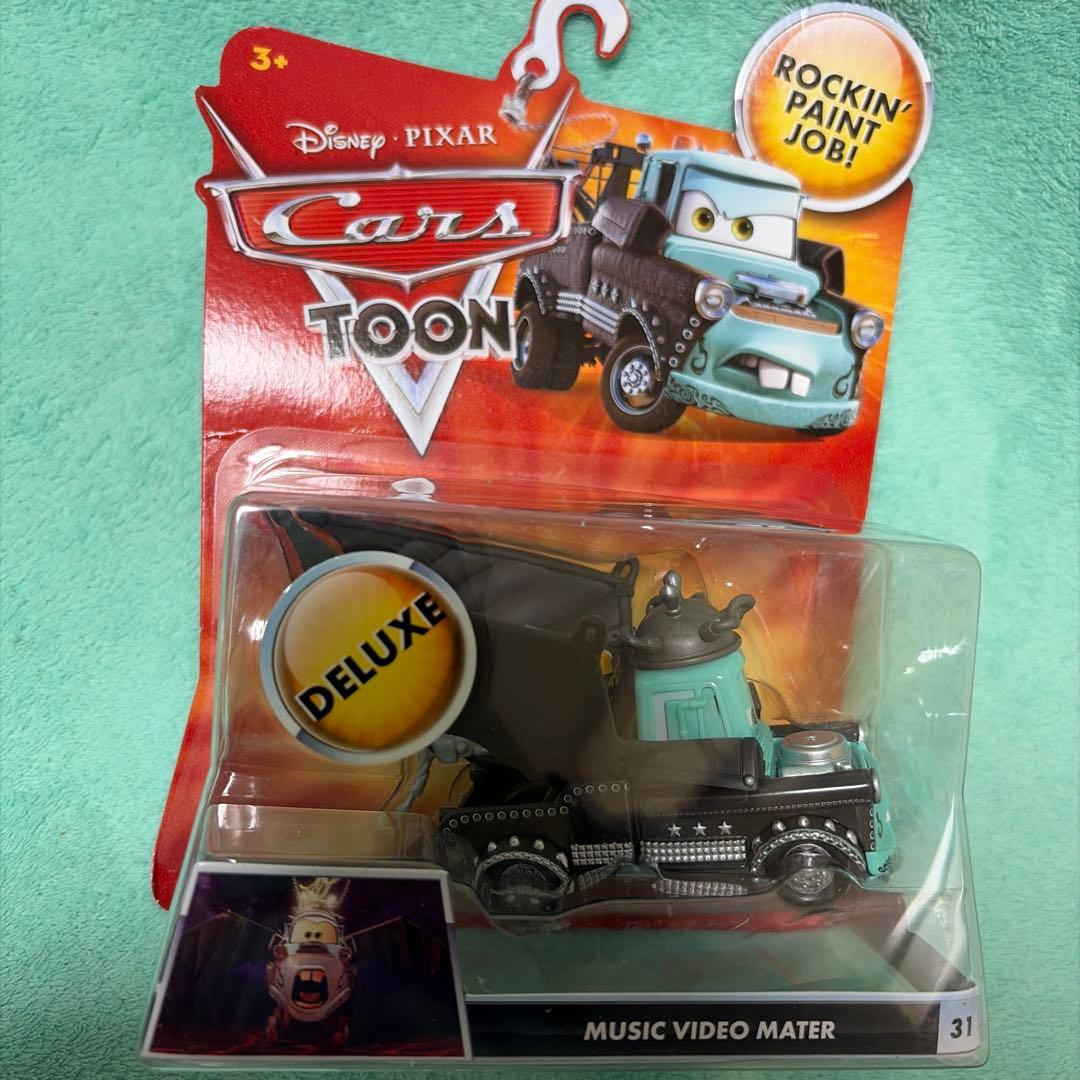 3+
ROCKIN'
PAINT
JOB!
Disney · PIXAR
Cars
TOON
DELUXE
MUSIC VIDEO MATER
31